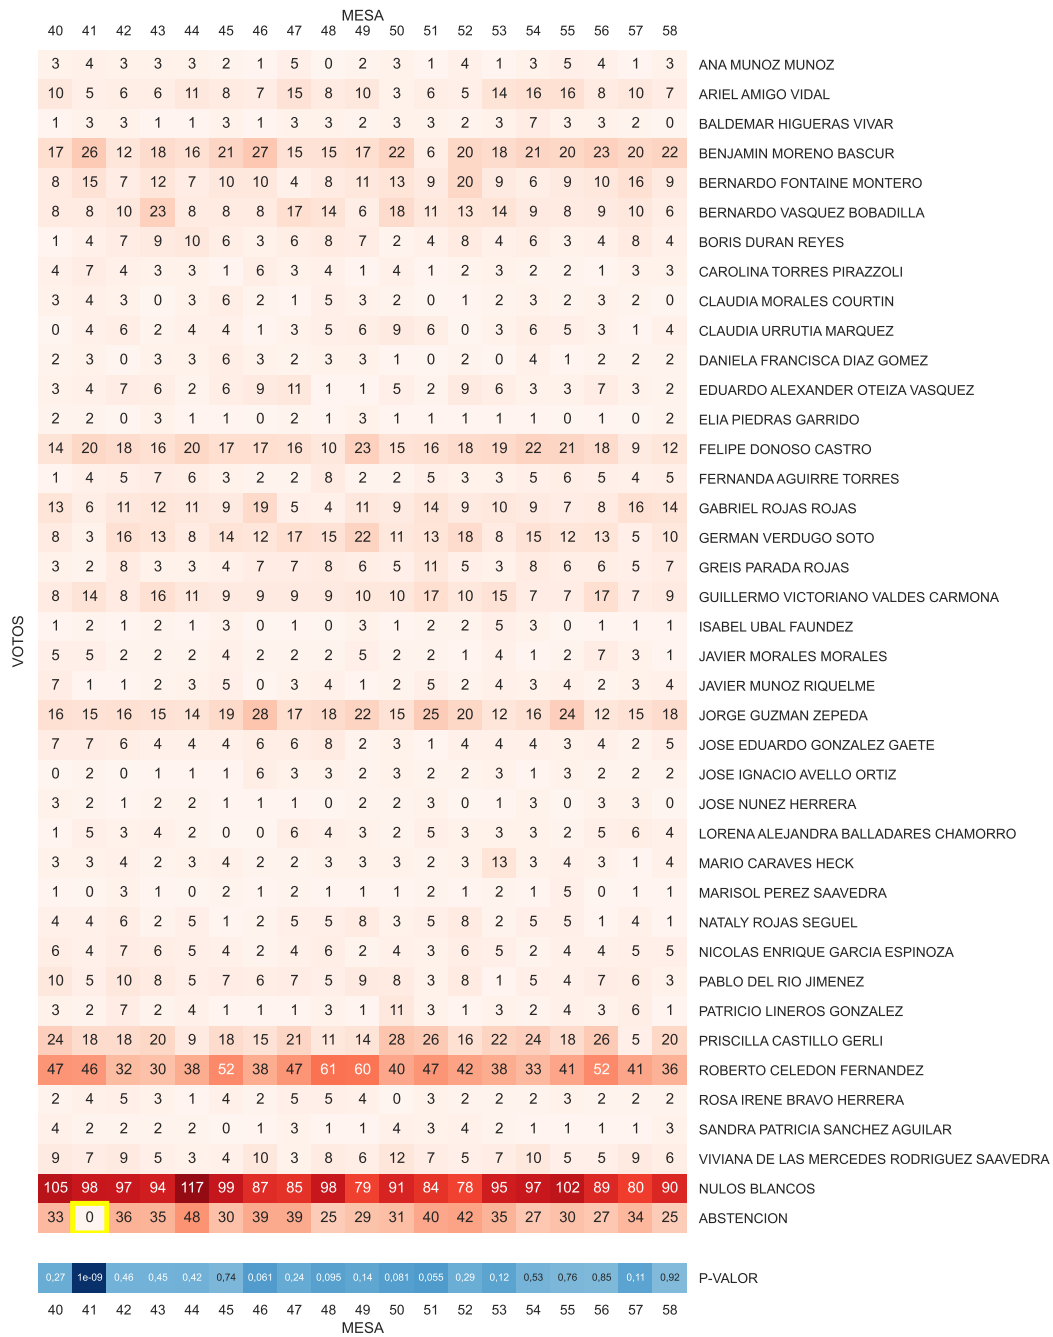 MESA
40 41 42 43 44 45 46 47 48 49 50 51 52 53 54 55 56 57 58
3 4 3 3 3 2 1 5 0 2 3 1 4 1 3 5 4 1 3 ANA MUNOZ MUNOZ
10 5 6 6 11 8 7 15 8 10 3 6 5 14 16 16 8 10 7 ARIEL AMIGO VIDAL
1 3 3 1 1 3 1 3 3 2 3 3 2 3 7 3 3 2 0 BALDEMAR HIGUERAS VIVAR
17 26 12 18 16 21 27 15 15 17 22 6 20 18 21 20 23 20 22 BENJAMIN MORENO BASCUR
8 15 7 12 7 10 10 4 8 11 13 9 20 9 6 9 10 16 9 BERNARDO FONTAINE MONTERO
8 8 10 23 8 8 8 17 14 6 18 11 13 14 9 8 9 10 6 BERNARDO VASQUEZ BOBADILLA
1 4 7 9 10 6 3 6 8 7 2 4 8 4 6 3 4 8 4 BORIS DURAN REYES
4 7 4 3 3 1 6 3 4 1 4 1 2 3 2 2 1 3 3 CAROLINA TORRES PIRAZZOLI
3 4 3 0 3 6 2 1 5 3 2 0 1 2 3 2 3 2 0 CLAUDIA MORALES COURTIN
0 4 6 2 4 4 1 3 5 6 9 6 0 3 6 5 3 1 4 CLAUDIA URRUTIA MARQUEZ
2 3 0 3 3 6 3 2 3 3 1 0 2 0 4 1 2 2 2 DANIELA FRANCISCA DIAZ GOMEZ
3 4 7 6 2 6 9 11 1 1 5 2 9 6 3 3 7 3 2 EDUARDO ALEXANDER OTEIZA VASQUEZ
2 2 0 3 1 1 0 2 1 3 1 1 1 1 1 0 1 0 2 ELIA PIEDRAS GARRIDO
14 20 18 16 20 17 17 16 10 23 15 16 18 19 22 21 18 9 12 FELIPE DONOSO CASTRO
1 4 5 7 6 3 2 2 8 2 2 5 3 3 5 6 5 4 5 FERNANDA AGUIRRE TORRES
13 6 11 12 11 9 19 5 4 11 9 14 9 10 9 7 8 16 14 GABRIEL ROJAS ROJAS
8 3 16 13 8 14 12 17 15 22 11 13 18 8 15 12 13 5 10 GERMAN VERDUGO SOTO
3 2 8 3 3 4 7 7 8 6 5 11 5 3 8 6 6 5 7 GREIS PARADA ROJAS
8 14 8 16 11 9 9 9 9 10 10 17 10 15 7 7 17 7 9 GUILLERMO VICTORIANO VALDES CARMONA
1 2 1 2 1 3 0 1 0 3 1 2 2 5 3 0 1 1 1 ISABEL UBAL FAUNDEZ
5 5 2 2 2 4 2 2 2 5 2 2 1 4 1 2 7 3 1 JAVIER MORALES MORALES
7 1 1 2 3 5 0 3 4 1 2 5 2 4 3 4 2 3 4 JAVIER MUNOZ RIQUELME
16 15 16 15 14 19 28 17 18 22 15 25 20 12 16 24 12 15 18 JORGE GUZMAN ZEPEDA
7 7 6 4 4 4 6 6 8 2 3 1 4 4 4 3 4 2 5 JOSE EDUARDO GONZALEZ GAETE
0 2 0 1 1 1 6 3 3 2 3 2 2 3 1 3 2 2 2 JOSE IGNACIO AVELLO ORTIZ
3 2 1 2 2 1 1 1 0 2 2 3 0 1 3 0 3 3 0 JOSE NUNEZ HERRERA
1 5 3 4 2 0 0 6 4 3 2 5 3 3 3 2 5 6 4 LORENA ALEJANDRA BALLADARES CHAMORRO
3 3 4 2 3 4 2 2 3 3 3 2 3 13 3 4 3 1 4 MARIO CARAVES HECK
1 0 3 1 0 2 1 2 1 1 1 2 1 2 1 5 0 1 1 MARISOL PEREZ SAAVEDRA
4 4 6 2 5 1 2 5 5 8 3 5 8 2 5 5 1 4 1 NATALY ROJAS SEGUEL
6 4 7 6 5 4 2 4 6 2 4 3 6 5 2 4 4 5 5 NICOLAS ENRIQUE GARCIA ESPINOZA
10 5 10 8 5 7 6 7 5 9 8 3 8 1 5 4 7 6 3 PABLO DEL RIO JIMENEZ
3 2 7 2 4 1 1 1 3 1 11 3 1 3 2 4 3 6 1 PATRICIO LINEROS GONZALEZ
24 18 18 20 9 18 15 21 11 14 28 26 16 22 24 18 26 5 20 PRISCILLA CASTILLO GERLI
47 46 32 30 38 52 38 47 61 60 40 47 42 38 33 41 52 41 36 ROBERTO CELEDON FERNANDEZ
2 4 5 3 1 4 2 5 5 4 0 3 2 2 2 3 2 2 2 ROSA IRENE BRAVO HERRERA
4 2 2 2 2 0 1 3 1 1 4 3 4 2 1 1 1 1 3 SANDRA PATRICIA SANCHEZ AGUILAR
9 7 9 5 3 4 10 3 8 6 12 7 5 7 10 5 5 9 6 VIVIANA DE LAS MERCEDES RODRIGUEZ SAAVEDRA
105 98 97 94 117 99 87 85 98 79 91 84 78 95 97 102 89 80 90 NULOS BLANCOS
33 0 36 35 48 30 39 39 25 29 31 40 42 35 27 30 27 34 25 ABSTENCION
VOTOS
0,27 1e-09 0,46 0,45 0,42 0,74 0,061 0,24 0,095 0,14 0,081 0,055 0,29 0,12 0,53 0,76 0,85 0,11 0,92 P-VALOR
40 41 42 43 44 45 46 47 48 49 50 51 52 53 54 55 56 57 58
MESA